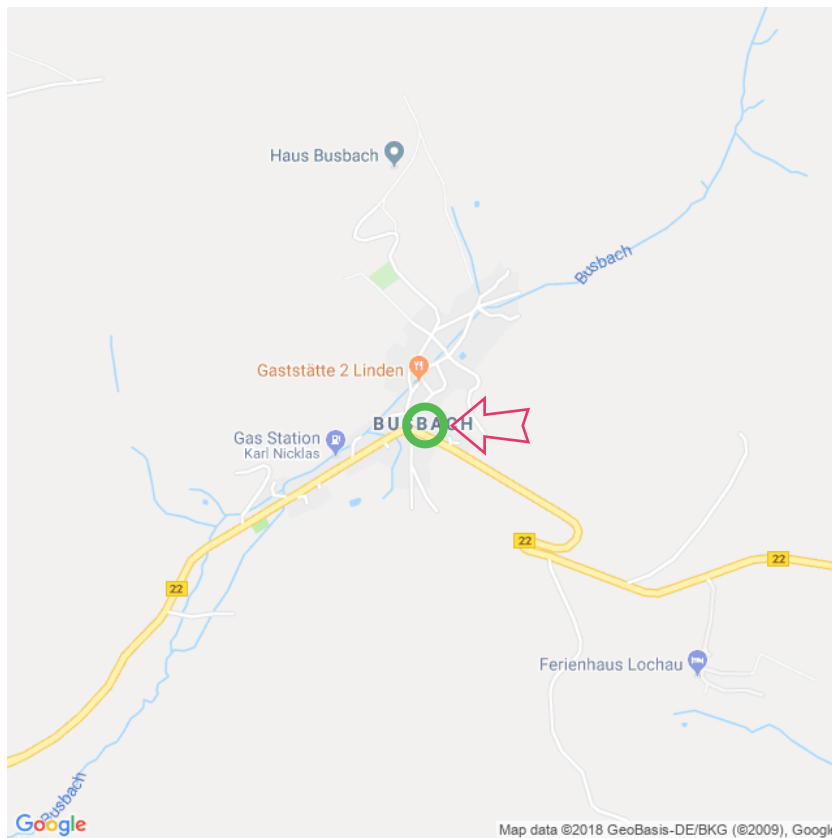 Haus Busbach
Busbach
Gaststätte 2 Linden
BUSBACH
Gas Station
Karl Nicklas
22
22
22
Ferienhaus Lochau
Busbach
Google
Map data ©2018 GeoBasis-DE/BKG (©2009), Google